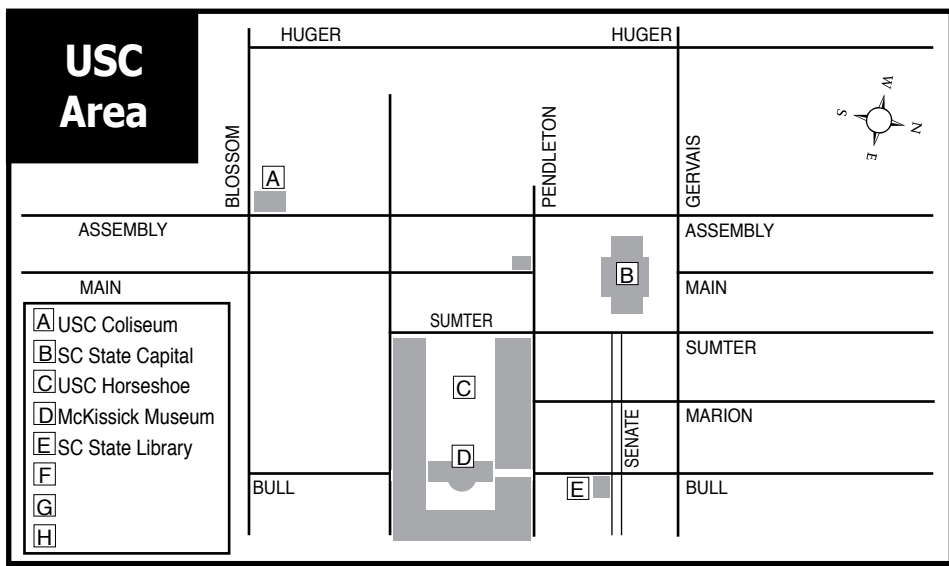 USC
Area
HUGER
HUGER
BLOSSOM
PENDLETON
GERVAIS
W
S
N
E
A
ASSEMBLY
ASSEMBLY
B
MAIN
MAIN
A USC Coliseum
B SC State Capital
C USC Horseshoe
D McKissick Museum
E SC State Library
F
G
H
SUMTER
SUMTER
C
MARION
SENATE
D
BULL
E
BULL